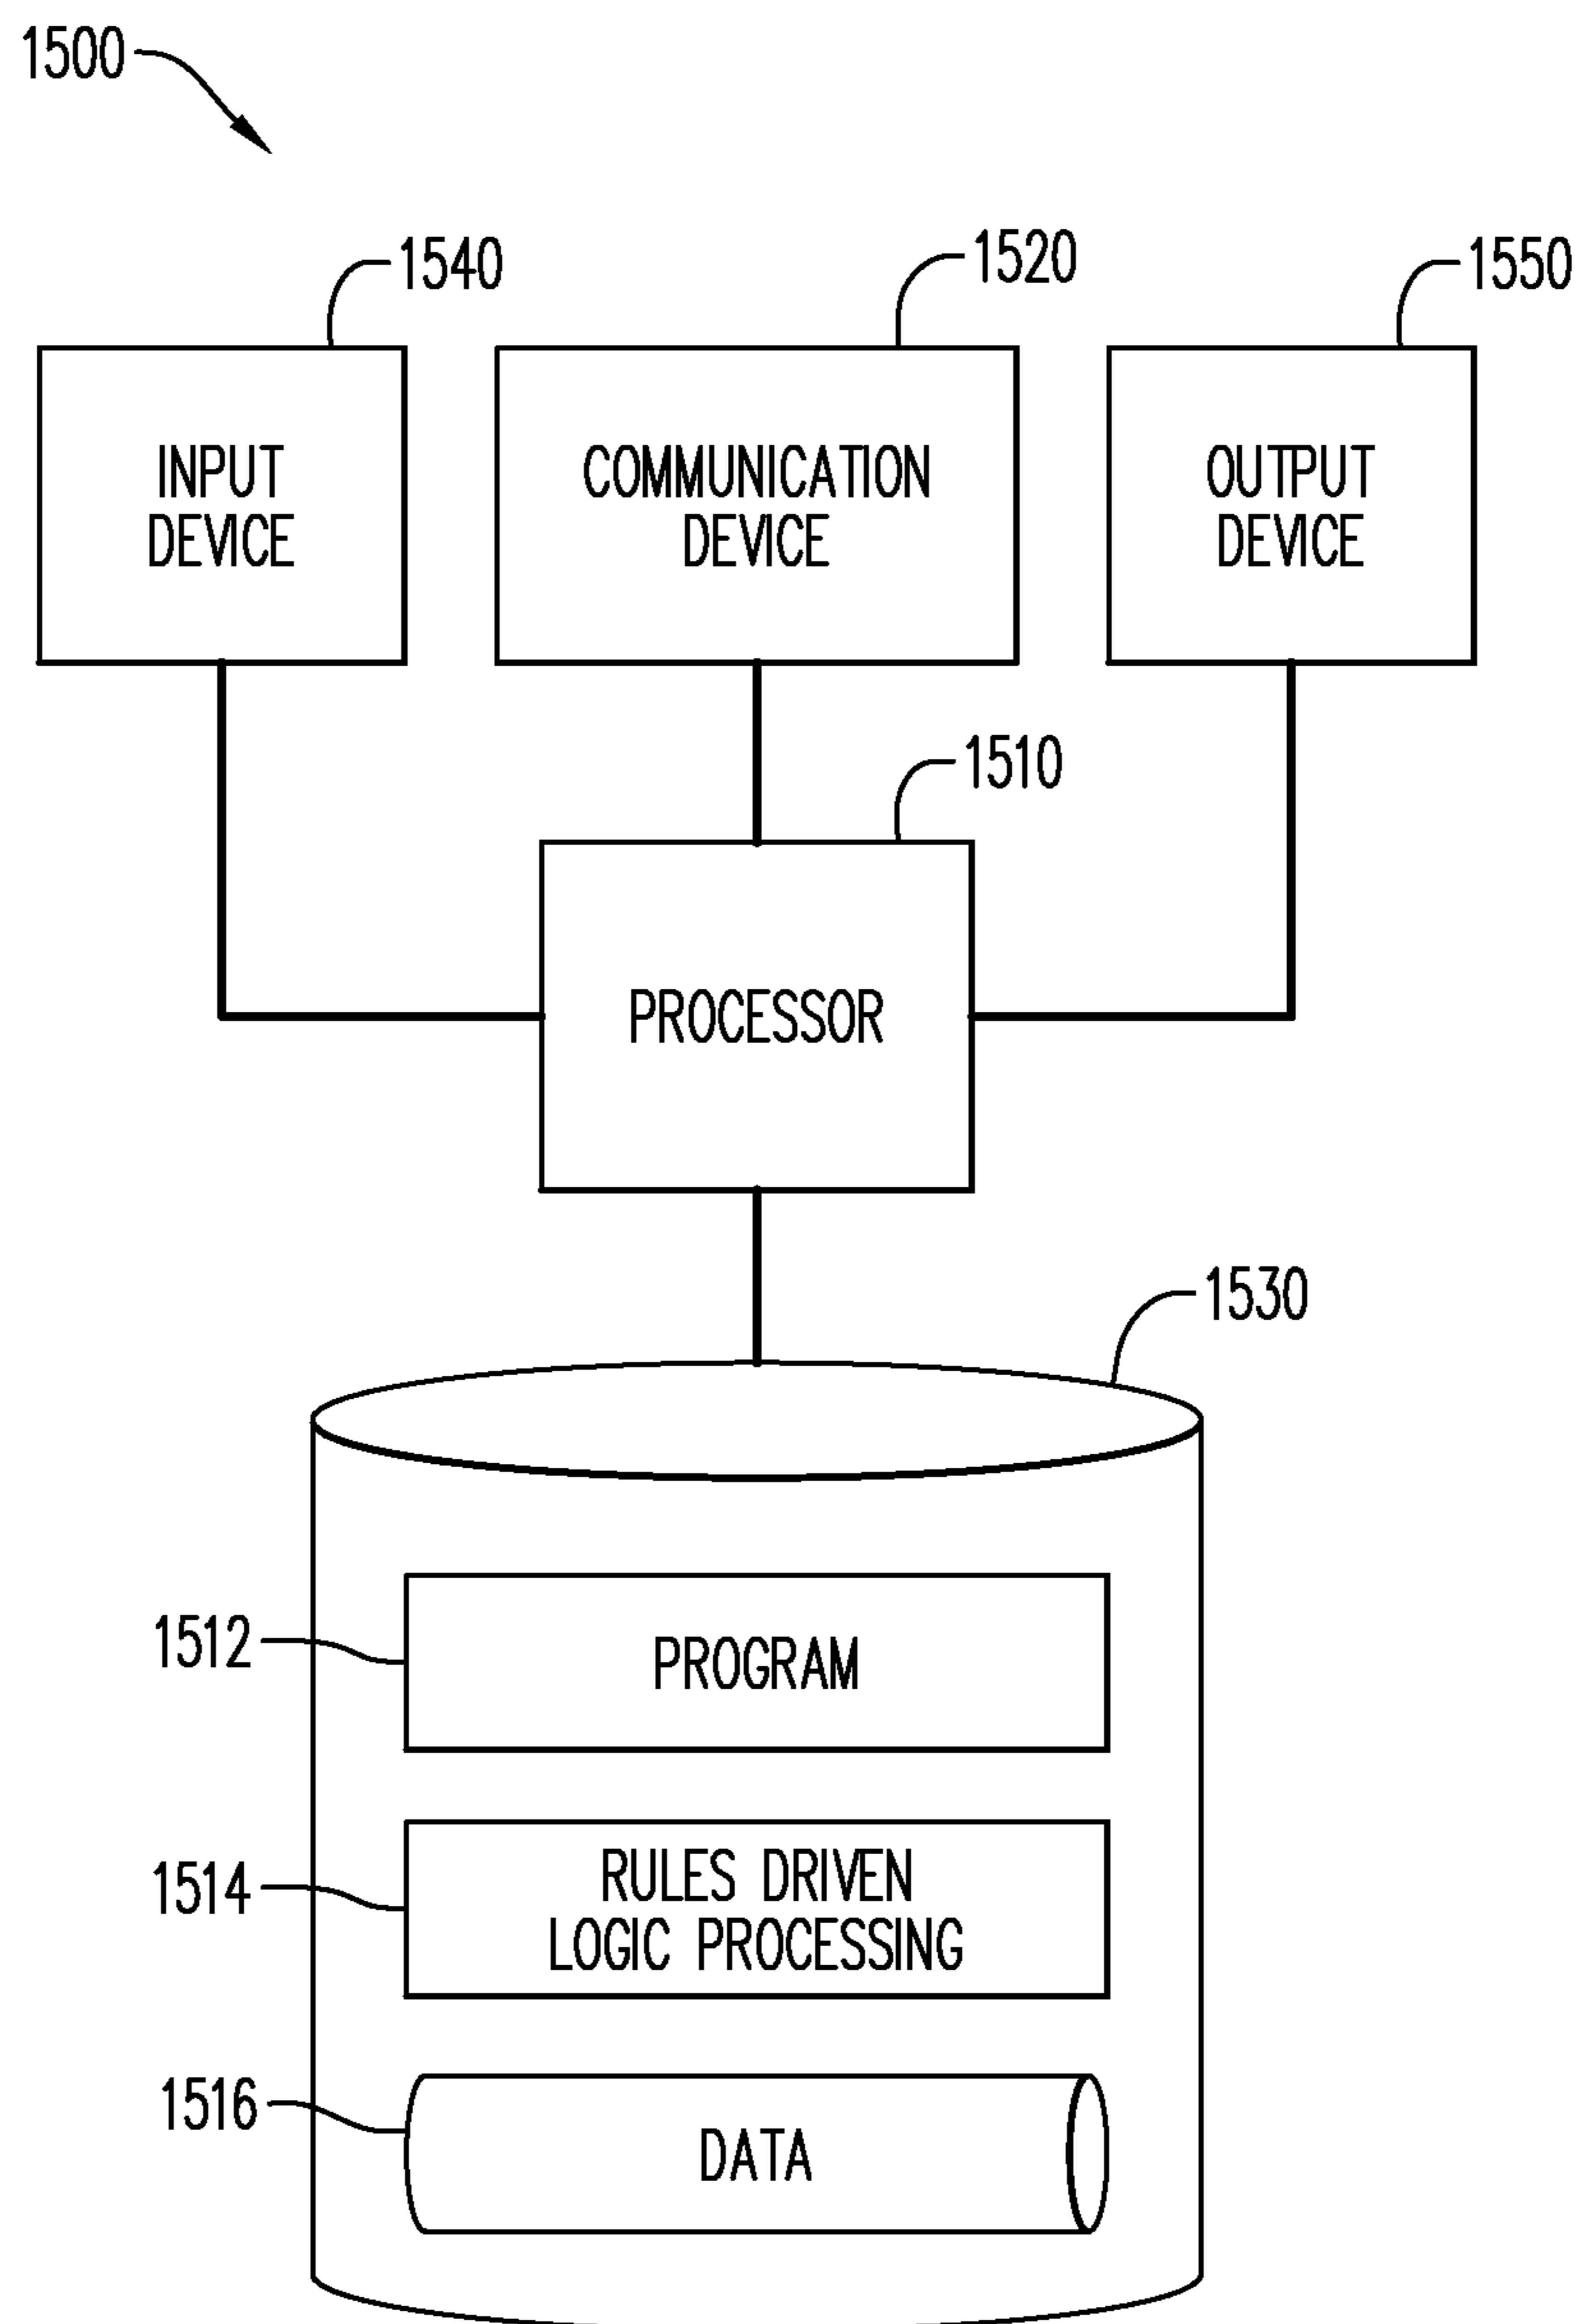 1500
1540
1520
1550
INPUT
DEVICE
COMMUNICATION
DEVICE
OUTPUT
DEVICE
1510
PROCESSOR
1530
1512
PROGRAM
1514
RULES DRIVEN
LOGIC PROCESSING
1516
DATA